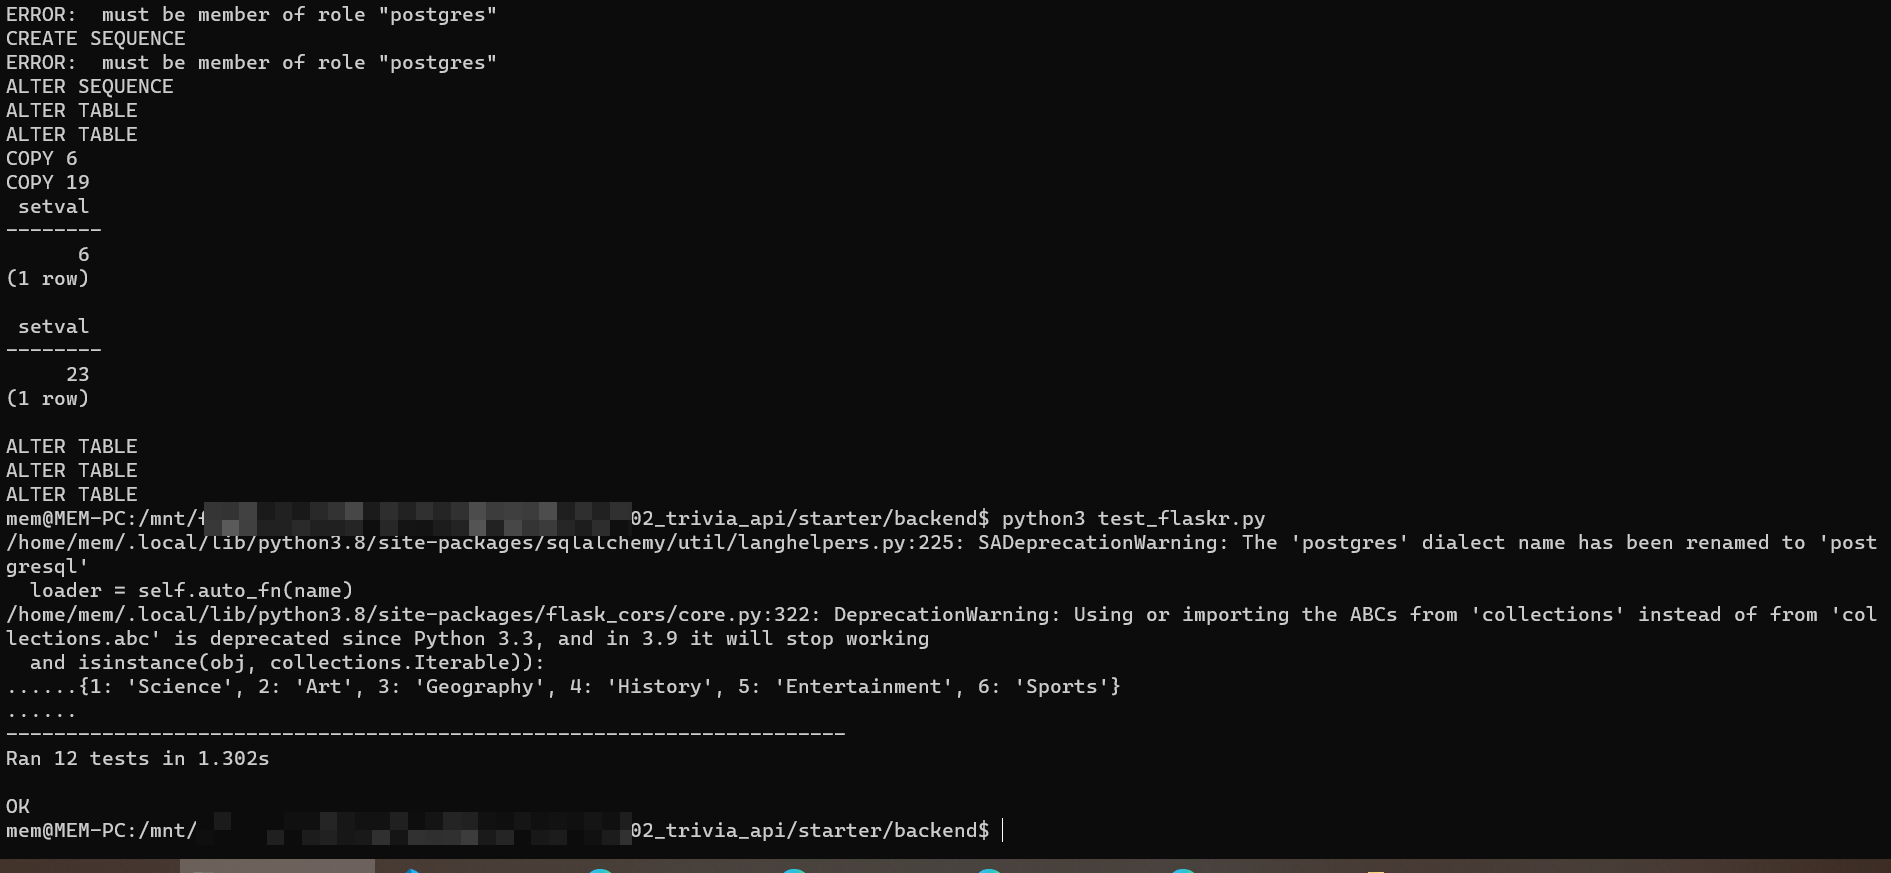 ERROR:  must be member of role "postgres"
CREATE SEQUENCE
ERROR:  must be member of role "postgres"
ALTER SEQUENCE
ALTER TABLE
ALTER TABLE
COPY 6
COPY 19
 setval
--------
      6
(1 row)

 setval
--------
     23
(1 row)

ALTER TABLE
ALTER TABLE
ALTER TABLE
mem@MEM-PC:/mnt/ 02_trivia_api/starter/backend$ python3 test_flaskr.py
/home/mem/.local/lib/python3.8/site-packages/sqlalchemy/util/langhelpers.py:225: SADeprecationWarning: The 'postgres' dialect name has been renamed to 'post
gresql'
  loader = self.auto_fn(name)
/home/mem/.local/lib/python3.8/site-packages/flask_cors/core.py:322: DeprecationWarning: Using or importing the ABCs from 'collections' instead of from 'col
lections.abc' is deprecated since Python 3.3, and in 3.9 it will stop working
  and isinstance(obj, collections.Iterable)):
......{1: 'Science', 2: 'Art', 3: 'Geography', 4: 'History', 5: 'Entertainment', 6: 'Sports'}
......
----------------------------------------------------------------------
Ran 12 tests in 1.302s

OK
mem@MEM-PC:/mnt/ 02_trivia_api/starter/backend$